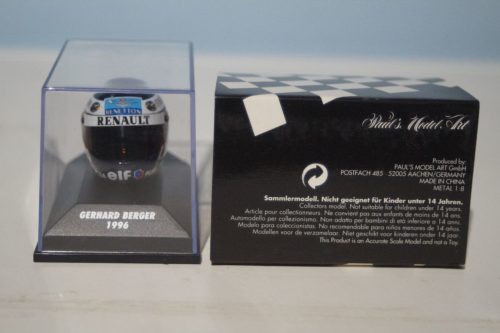 BENETTON
RENAULT
elf
GERHARD BERGER
1996
Paul's Model Art
Produced by:
PAUL'S MODEL ART GmbH
POSTFACH 485 52005 AACHEN/GERMANY
MADE IN CHINA
METAL 1:8
Sammlermodell. Nicht geeignet für Kinder unter 14 Jahren.
Collectors model. Not suitable for children under 14 years.
Article pour collectionneurs. Ne convient pas aux enfants de moins de 14 ans.
Automodello per collezionismo. Non adatto per bambini di eta inferiore a 14 anni.
Modelo para coleccionistas. No recomendable para niños menores de 14 años.
Modellen voor de verzamelaar. Niet geschikt voor kinderen onder 14 jaar.
This Product is an Accurate Scale Model and not a Toy.